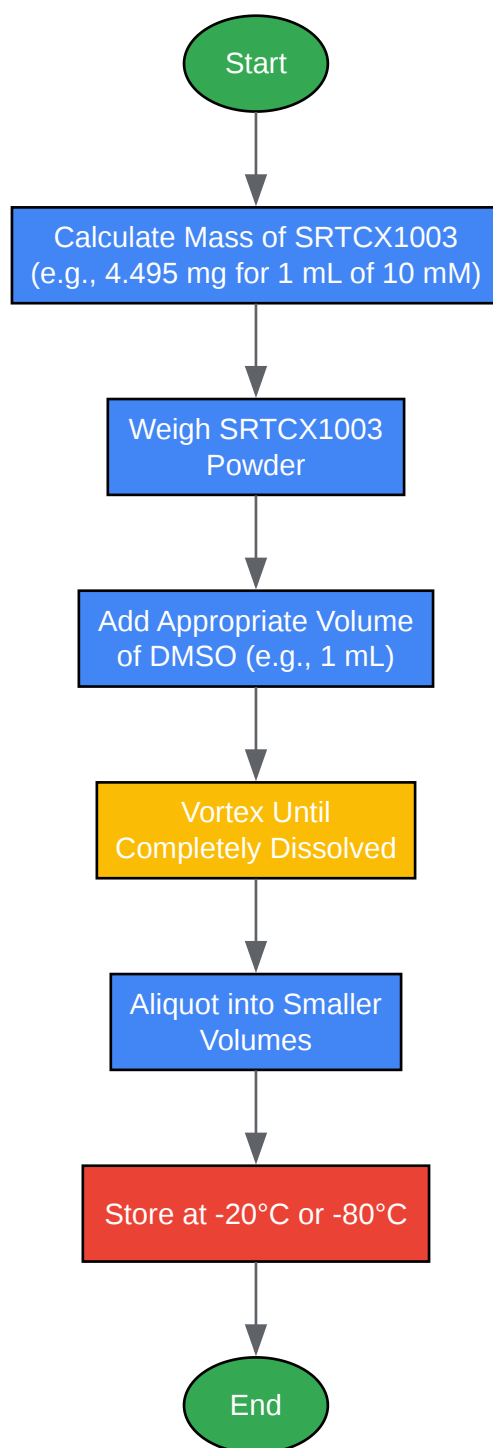 Start
Calculate Mass of SRTCX1003
(e.g., 4.495 mg for 1 mL of 10 mM)
Weigh SRTCX1003
Powder
Add Appropriate Volume
of DMSO (e.g., 1 mL)
Vortex Until
Completely Dissolved
Aliquot into Smaller
Volumes
Store at -20°C or -80°C
End